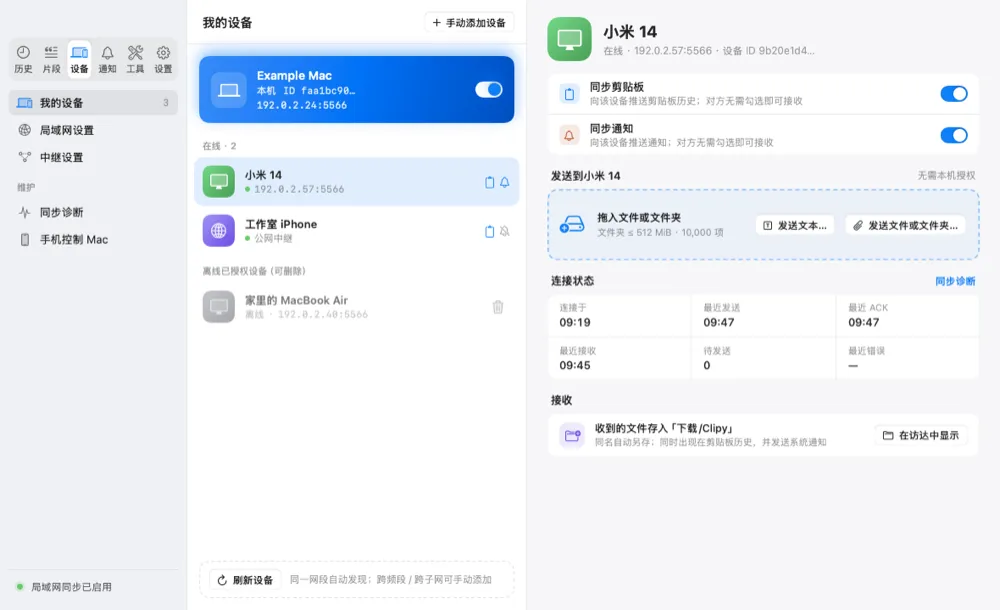 历史 片段 设备 通知 工具 设置
我的设备 3
局域网设置
中继设置
维护
同步诊断
手机控制 Mac
局域网同步已启用
我的设备
+ 手动添加设备
Example Mac
本机 ID faa1bc90…
192.0.2.24:5566
在线 · 2
小米 14
192.0.2.57:5566
工作室 iPhone
公网中继
离线已授权设备 (可删除)
家里的 MacBook Air
离线 · 192.0.2.40:5566
刷新设备
同一网段自动发现；跨频段 / 跨子网可手动添加
小米 14
在线 · 192.0.2.57:5566 · 设备 ID 9b20e1d4…
同步剪贴板
向该设备推送剪贴板历史；对方无需勾选即可接收
同步通知
向该设备推送通知；对方无需勾选即可接收
发送到小米 14
无需本机授权
拖入文件或文件夹
文件夹 ≤ 512 MiB · 10,000 项
发送文本…
发送文件或文件夹…
连接状态
同步诊断
连接于 最近发送 最近 ACK
09:19 09:47 09:47
最近接收 待发送 最近错误
09:45 0 —
接收
收到的文件存入「下载/Clipy」
同名自动另存；同时出现在剪贴板历史，并发送系统通知
在访达中显示